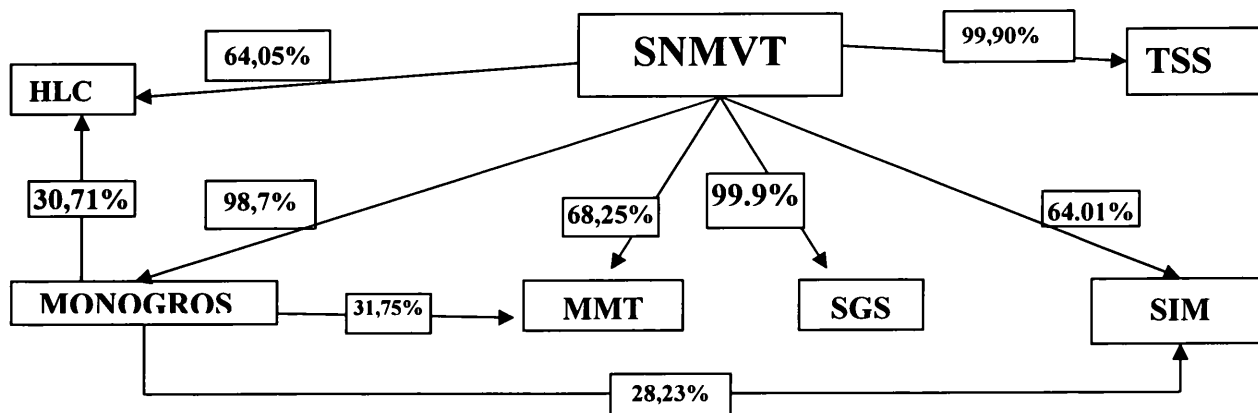 SNMVT
99,90%
TSS
64,05%
HLC
30,71%
98,7%
68,25%
99.9%
64.01%
MONOGROS
31,75%
MMT
SGS
SIM
28,23%